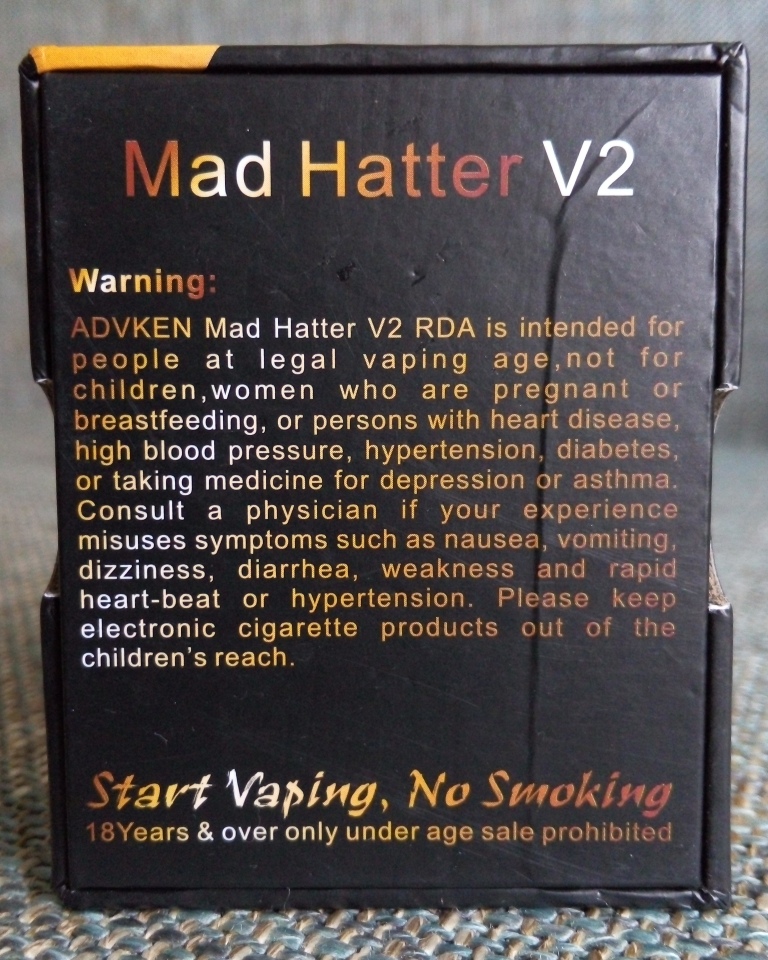 Mad Hatter V2
Warning:
ADVKEN Mad Hatter V2 RDA is intended for
people at legal vaping age,not for
children,women who are pregnant or
breastfeeding, or persons with heart disease,
high blood pressure, hypertension, diabetes,
or taking medicine for depression or asthma.
Consult a physician if your experience
misuses symptoms such as nausea, vomiting,
dizziness, diarrhea, weakness and rapid
heart-beat or hypertension. Please keep
electronic cigarette products out of the
children's reach.
Start Vaping, No Smoking
18Years & over only under age sale prohibited